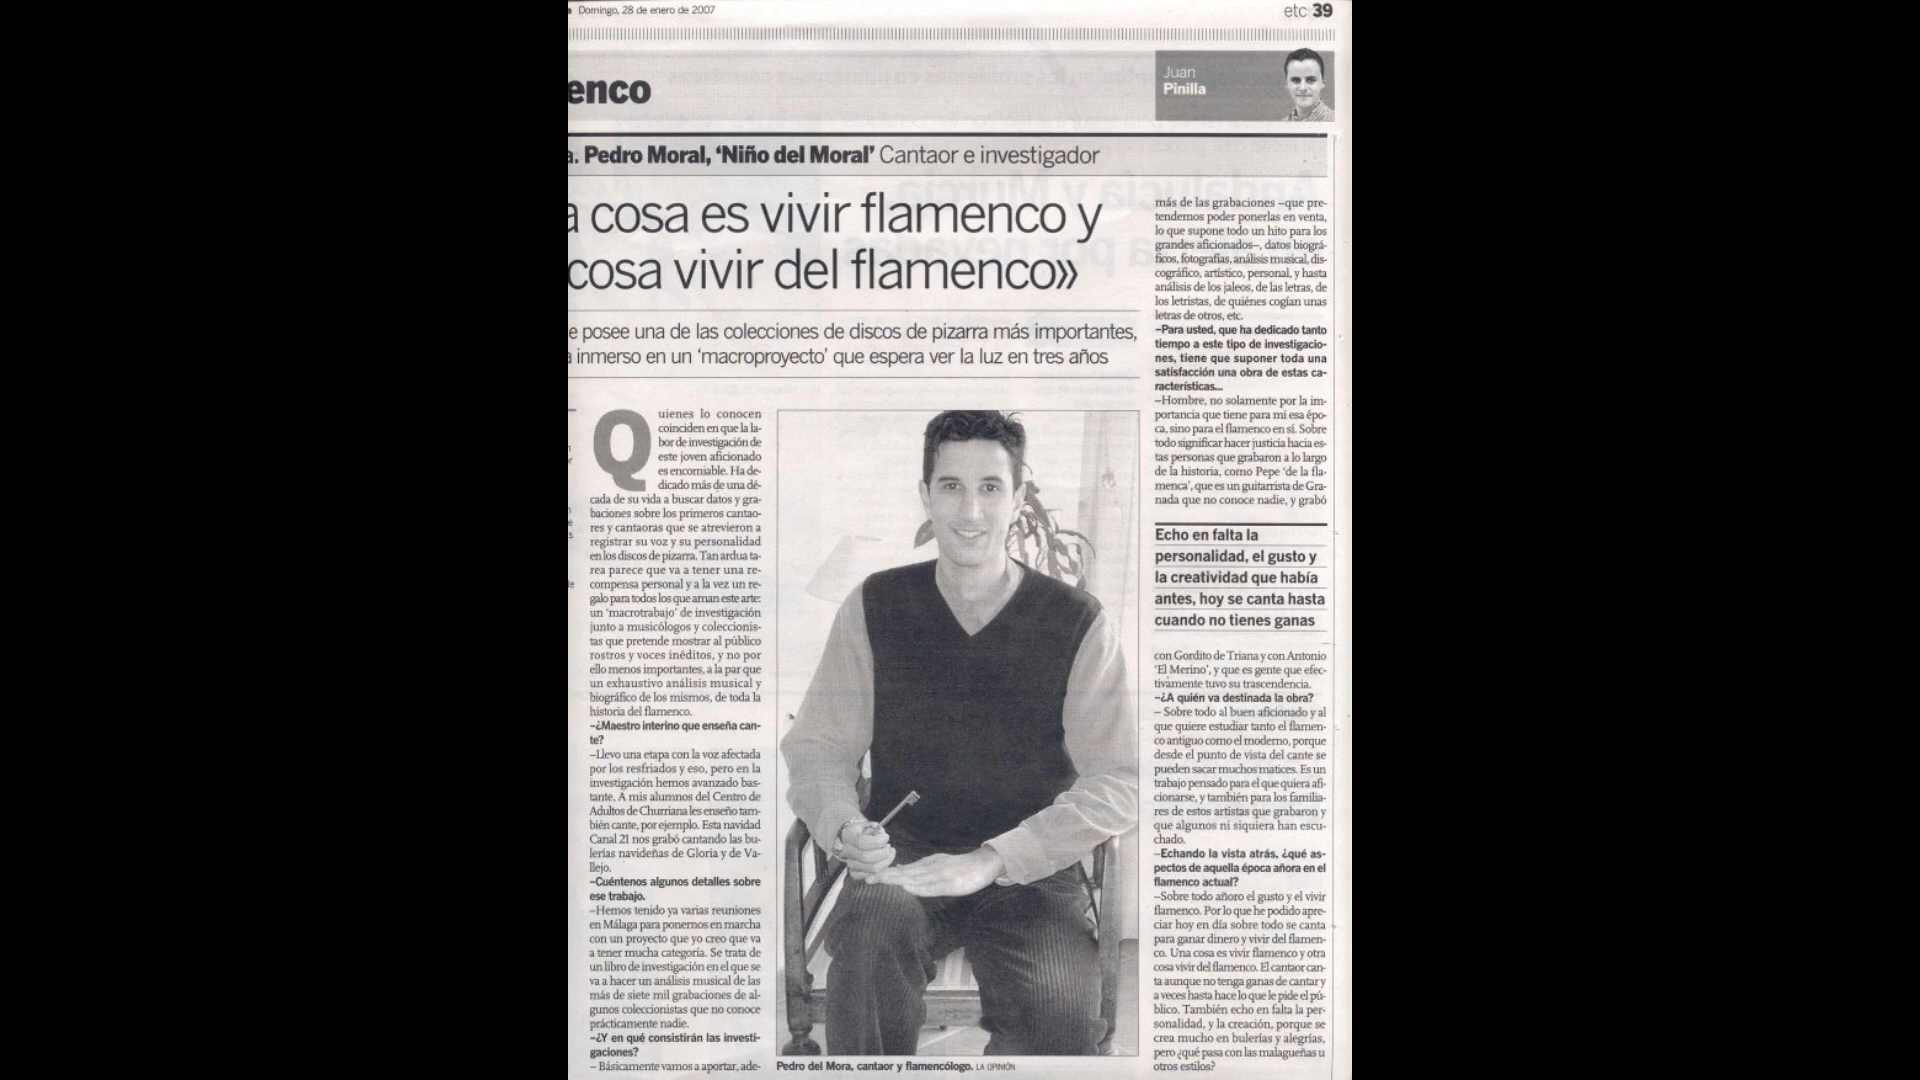 Domingo, 28 de enero de 2007
etc 39
enco
Juan
Pinilla
a. Pedro Moral, ‘Niño del Moral’ Cantaor e investigador
a cosa es vivir flamenco y
cosa vivir del flamenco»
e posee una de las colecciones de discos de pizarra más importantes,
a inmerso en un ‘macroproyecto’ que espera ver la luz en tres años
Quienes lo conocen
coinciden en que la la-
bor de investigación de
este joven aficionado
es encomiable. Ha de-
dicado más de una dé-
cada de su vida a buscar datos y gra-
baciones sobre los primeros cantao-
res y cantaoras que se atrevieron a
registrar su voz y su personalidad
en los discos de pizarra. Tan ardua ta-
rea parece que va a tener una re-
compensa personal y a la vez un re-
galo para todos los que aman este arte:
un ‘macrotrabajo’ de investigación
junto a musicólogos y coleccionis-
tas que pretende mostrar al público
rostros y voces inéditos, y no por
ello menos importantes, a la par que
un exhaustivo análisis musical y
biográfico de los mismos, de toda la
historia del flamenco.
–¿Maestro interino que enseña can-
te?
–Llevo una etapa con la voz afectada
por los resfriados y eso, pero en la
investigación hemos avanzado bas-
tante. A mis alumnos del Centro de
Adultos de Churriana les enseño tam-
bién cante, por ejemplo. Esta navidad
Canal 21 nos grabó cantando las bu-
lerías navideñas de Gloria y de Va-
llejo.
–Cuéntenos algunos detalles sobre
ese trabajo.
–Hemos tenido ya varias reuniones
en Málaga para ponernos en marcha
con un proyecto que yo creo que va
a tener mucha categoría. Se trata de
un libro de investigación en el que se
va a hacer un análisis musical de las
más de siete mil grabaciones de al-
gunos coleccionistas que no conoce
prácticamente nadie.
–¿Y en qué consistirán las investi-
gaciones?
– Básicamente vamos a aportar, ade-
Pedro del Mora, cantaor y flamencólogo. LA OPINIÓN
más de las grabaciones –que pre-
tendemos poder ponerlas en venta,
lo que supone todo un hito para los
grandes aficionados–, datos biográ-
ficos, fotografías, análisis musical, dis-
cográfico, artístico, personal, y hasta
análisis de los jaleos, de las letras, de
los letristas, de quiénes cogían unas
letras de otros, etc.
–Para usted, que ha dedicado tanto
tiempo a este tipo de investigacio-
nes, tiene que suponer toda una
satisfacción una obra de estas ca-
racterísticas...
–Hombre, no solamente por la im-
portancia que tiene para mí esa épo-
ca, sino para el flamenco en sí. Sobre
todo significar hacer justicia hacia es-
tas personas que grabaron a lo largo
de la historia, como Pepe ‘de la fla-
menca’, que es un guitarrista de Gra-
nada que no conoce nadie, y grabó
Echo en falta la
personalidad, el gusto y
la creatividad que había
antes, hoy se canta hasta
cuando no tienes ganas
con Gordito de Triana y con Antonio
‘El Merino’, y que es gente que efec-
tivamente tuvo su trascendencia.
–¿A quién va destinada la obra?
– Sobre todo al buen aficionado y al
que quiere estudiar tanto el flamen-
co antiguo como el moderno, porque
desde el punto de vista del cante se
pueden sacar muchos matices. Es un
trabajo pensado para el que quiera afi-
cionarse, y también para los familia-
res de estos artistas que grabaron y
que algunos ni siquiera han escu-
chado.
–Echando la vista atrás, ¿qué as-
pectos de aquella época añora en el
flamenco actual?
–Sobre todo añoro el gusto y el vivir
flamenco. Por lo que he podido apre-
ciar hoy en día sobre todo se canta
para ganar dinero y vivir del flamen-
co. Una cosa es vivir flamenco y otra
cosa vivir del flamenco. El cantaor can-
ta aunque no tenga ganas de cantar y
a veces hasta hace lo que le pide el pú-
blico. También echo en falta la per-
sonalidad, y la creación, porque se
crea mucho en bulerías y alegrías,
pero ¿qué pasa con las malagueñas u
otros estilos?